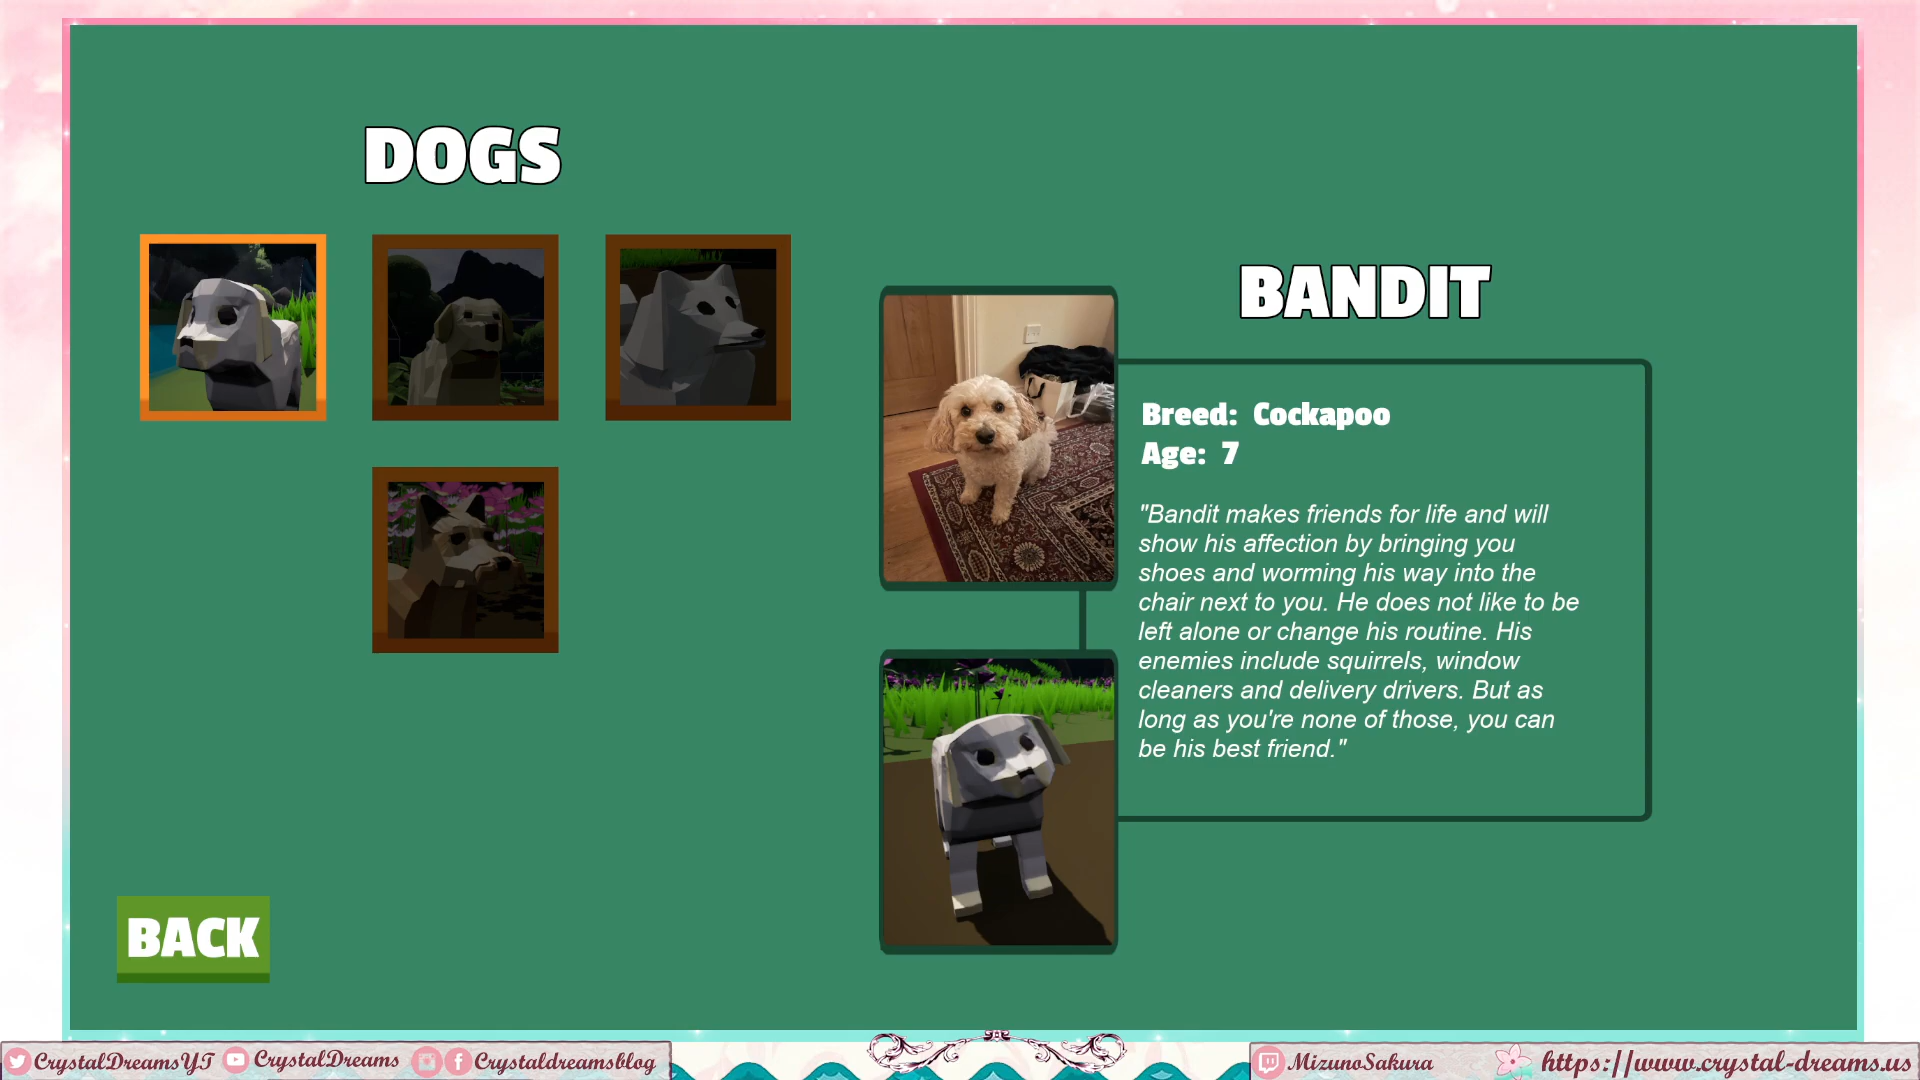 DOGS
BANDIT
Breed: Cockapoo
Age: 7
"Bandit makes friends for life and will
show his affection by bringing you
shoes and worming his way into the
chair next to you. He does not like to be
left alone or change his routine. His
enemies include squirrels, window
cleaners and delivery drivers. But as
long as you're none of those, you can
be his best friend."
BACK
CrystalDreamsYT CrystalDreams Crystaldreamsblog
MizunoSakura https://www.crystal-dreams.us